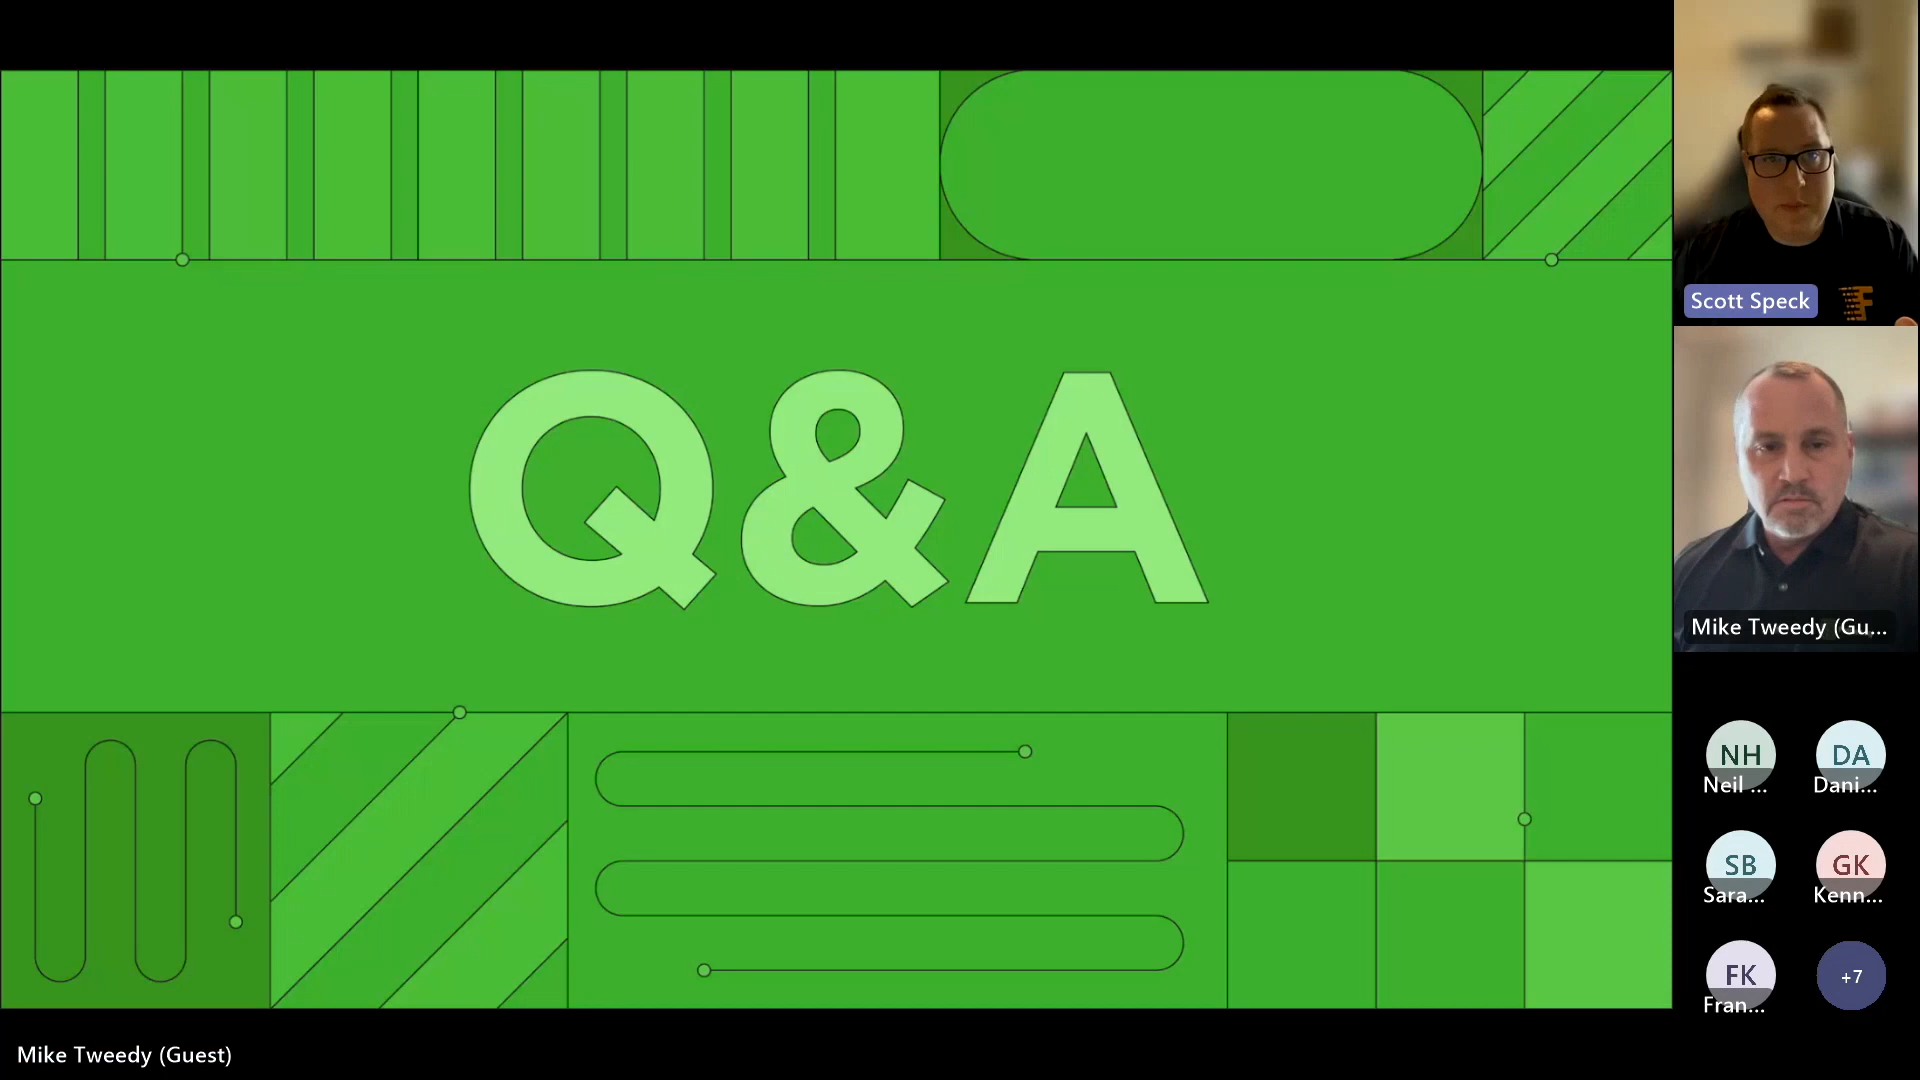 Q&A
Scott Speck
F
Mike Tweedy (Gu...
NH
Neil ...
DA
Dani...
SB
Sara...
GK
Kenn...
FK
Fran...
+7
Mike Tweedy (Guest)